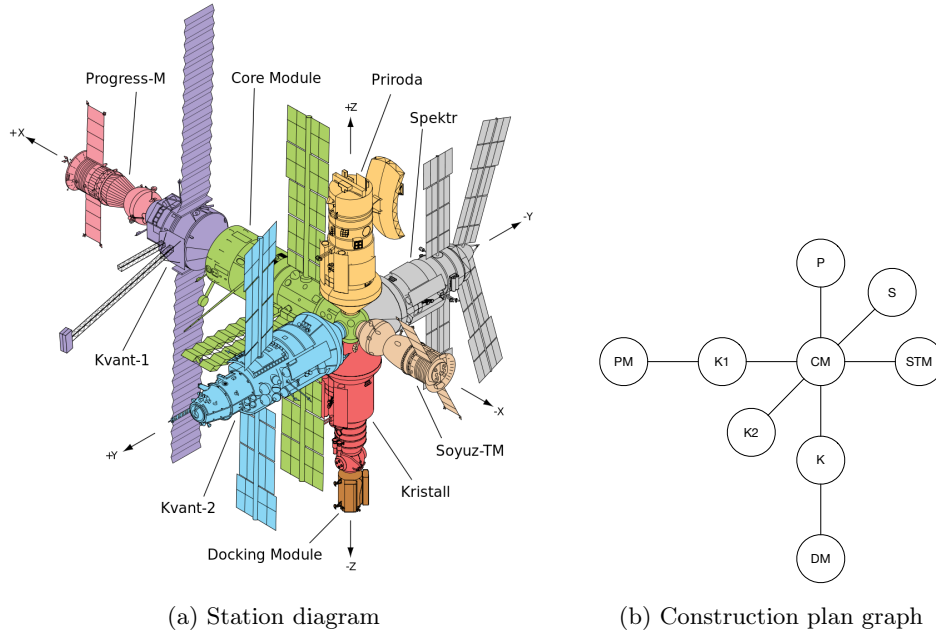 Progress-M
Core Module
Priroda
+Z
Spektr
+X
-Y
Kvant-1
-X
+Y
Soyuz-TM
Kvant-2
Kristall
Docking Module
-Z
(a) Station diagram
P
S
PM
K1
CM
STM
K2
K
DM
(b) Construction plan graph